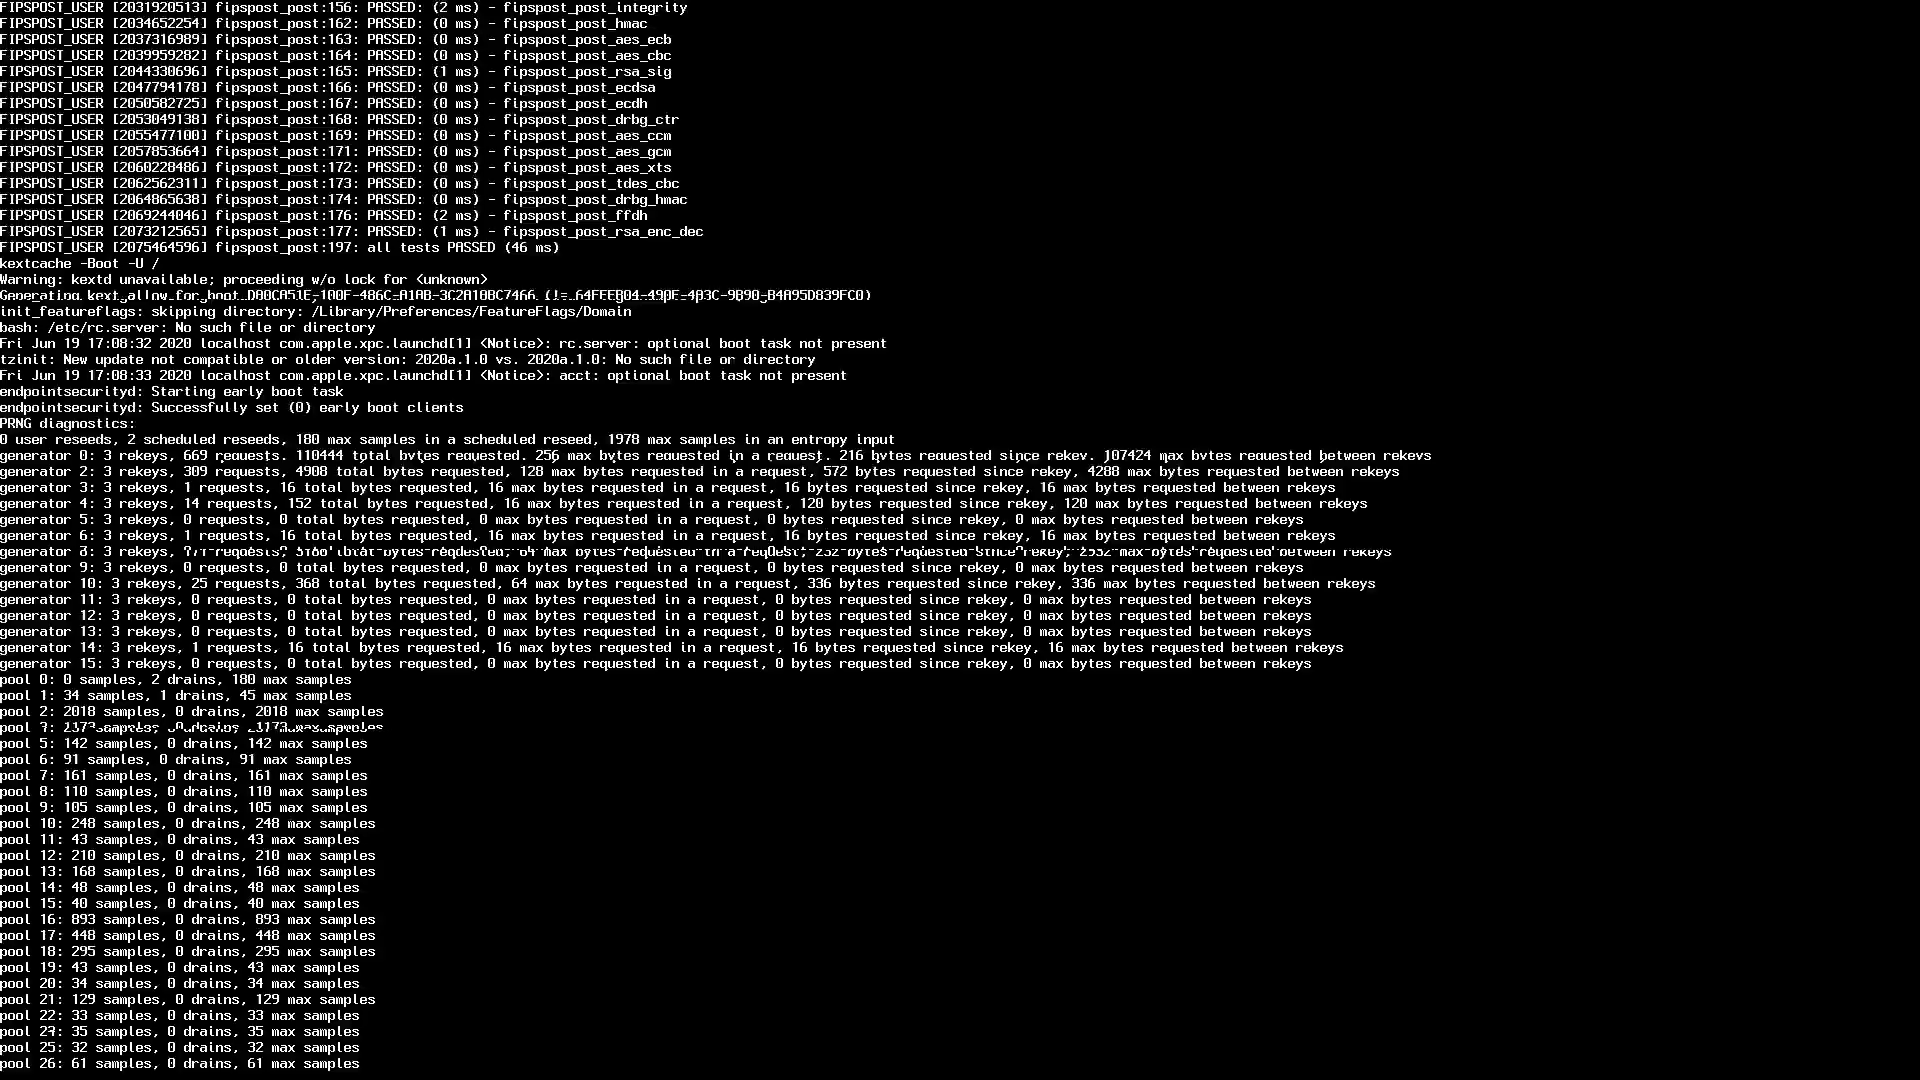 FIPSPOST_USER [2031920513] fipspost_post:156: PASSED: (2 ms) - fipspost_post_integrity
FIPSPOST_USER [2034652254] fipspost_post:162: PASSED: (0 ms) - fipspost_post_hmac
FIPSPOST_USER [2037316989] fipspost_post:163: PASSED: (0 ms) - fipspost_post_aes_ecb
FIPSPOST_USER [2039959282] fipspost_post:164: PASSED: (0 ms) - fipspost_post_aes_cbc
FIPSPOST_USER [2044330696] fipspost_post:165: PASSED: (1 ms) - fipspost_post_rsa_sig
FIPSPOST_USER [2047794178] fipspost_post:166: PASSED: (0 ms) - fipspost_post_ecdsa
FIPSPOST_USER [2050582725] fipspost_post:167: PASSED: (0 ms) - fipspost_post_ecdh
FIPSPOST_USER [2053049138] fipspost_post:168: PASSED: (0 ms) - fipspost_post_drbg_ctr
FIPSPOST_USER [2055477100] fipspost_post:169: PASSED: (0 ms) - fipspost_post_aes_ccm
FIPSPOST_USER [2057853664] fipspost_post:171: PASSED: (0 ms) - fipspost_post_aes_gcm
FIPSPOST_USER [2060228486] fipspost_post:172: PASSED: (0 ms) - fipspost_post_aes_xts
FIPSPOST_USER [2062562311] fipspost_post:173: PASSED: (0 ms) - fipspost_post_tdes_cbc
FIPSPOST_USER [2064865638] fipspost_post:174: PASSED: (0 ms) - fipspost_post_drbg_hmac
FIPSPOST_USER [2069244046] fipspost_post:176: PASSED: (2 ms) - fipspost_post_ffdh
FIPSPOST_USER [2073212565] fipspost_post:177: PASSED: (1 ms) - fipspost_post_rsa_enc_dec
FIPSPOST_USER [2075464596] fipspost_post:197: all tests PASSED (46 ms)
kextcache -Boot -U /
Warning: kextd unavailable; proceeding w/o lock for <unknown>
Generating kext_allow_for_boot
init_featureflags: skipping directory: /Library/Preferences/FeatureFlags/Domain
bash: /etc/rc.server: No such file or directory
Fri Jun 19 17:08:32 2020 localhost com.apple.xpc.launchd[1] <Notice>: rc.server: optional boot task not present
tzinit: New update not compatible or older version: 2020a.1.0 vs. 2020a.1.0: No such file or directory
Fri Jun 19 17:08:33 2020 localhost com.apple.xpc.launchd[1] <Notice>: acct: optional boot task not present
endpointsecurityd: Starting early boot task
endpointsecurityd: Successfully set (0) early boot clients
PRNG diagnostics:
0 user reseeds, 2 scheduled reseeds, 180 max samples in a scheduled reseed, 1978 max samples in an entropy input
generator 0: 3 rekeys, 669 requests, 110444 total bytes requested, 256 max bytes requested in a request, 216 bytes requested since rekey, 107424 max bytes requested between rekeys
generator 2: 3 rekeys, 309 requests, 4908 total bytes requested, 128 max bytes requested in a request, 572 bytes requested since rekey, 4288 max bytes requested between rekeys
generator 3: 3 rekeys, 1 requests, 16 total bytes requested, 16 max bytes requested in a request, 16 bytes requested since rekey, 16 max bytes requested between rekeys
generator 4: 3 rekeys, 14 requests, 152 total bytes requested, 16 max bytes requested in a request, 120 bytes requested since rekey, 120 max bytes requested between rekeys
generator 5: 3 rekeys, 0 requests, 0 total bytes requested, 0 max bytes requested in a request, 0 bytes requested since rekey, 0 max bytes requested between rekeys
generator 6: 3 rekeys, 1 requests, 16 total bytes requested, 16 max bytes requested in a request, 16 bytes requested since rekey, 16 max bytes requested between rekeys
generator 3 rekeys, max bytes requested between rekeys
generator 9: 3 rekeys, 0 requests, 0 total bytes requested, 0 max bytes requested in a request, 0 bytes requested since rekey, 0 max bytes requested between rekeys
generator 10: 3 rekeys, 25 requests, 368 total bytes requested, 64 max bytes requested in a request, 336 bytes requested since rekey, 336 max bytes requested between rekeys
generator 11: 3 rekeys, 0 requests, 0 total bytes requested, 0 max bytes requested in a request, 0 bytes requested since rekey, 0 max bytes requested between rekeys
generator 12: 3 rekeys, 0 requests, 0 total bytes requested, 0 max bytes requested in a request, 0 bytes requested since rekey, 0 max bytes requested between rekeys
generator 13: 3 rekeys, 0 requests, 0 total bytes requested, 0 max bytes requested in a request, 0 bytes requested since rekey, 0 max bytes requested between rekeys
generator 14: 3 rekeys, 1 requests, 16 total bytes requested, 16 max bytes requested in a request, 16 bytes requested since rekey, 16 max bytes requested between rekeys
generator 15: 3 rekeys, 0 requests, 0 total bytes requested, 0 max bytes requested in a request, 0 bytes requested since rekey, 0 max bytes requested between rekeys
pool 0: 0 samples, 2 drains, 180 max samples
pool 1: 34 samples, 1 drains, 45 max samples
pool 2: 2018 samples, 0 drains, 2018 max samples
pool
pool 5: 142 samples, 0 drains, 142 max samples
pool 6: 91 samples, 0 drains, 91 max samples
pool 7: 161 samples, 0 drains, 161 max samples
pool 8: 110 samples, 0 drains, 110 max samples
pool 9: 105 samples, 0 drains, 105 max samples
pool 10: 248 samples, 0 drains, 248 max samples
pool 11: 43 samples, 0 drains, 43 max samples
pool 12: 210 samples, 0 drains, 210 max samples
pool 13: 168 samples, 0 drains, 168 max samples
pool 14: 48 samples, 0 drains, 48 max samples
pool 15: 40 samples, 0 drains, 40 max samples
pool 16: 893 samples, 0 drains, 893 max samples
pool 17: 448 samples, 0 drains, 448 max samples
pool 18: 295 samples, 0 drains, 295 max samples
pool 19: 43 samples, 0 drains, 43 max samples
pool 20: 34 samples, 0 drains, 34 max samples
pool 21: 129 samples, 0 drains, 129 max samples
pool 22: 33 samples, 0 drains, 33 max samples
pool 35 samples, 0 drains, 35 max samples
pool 25: 32 samples, 0 drains, 32 max samples
pool 26: 61 samples, 0 drains, 61 max samples